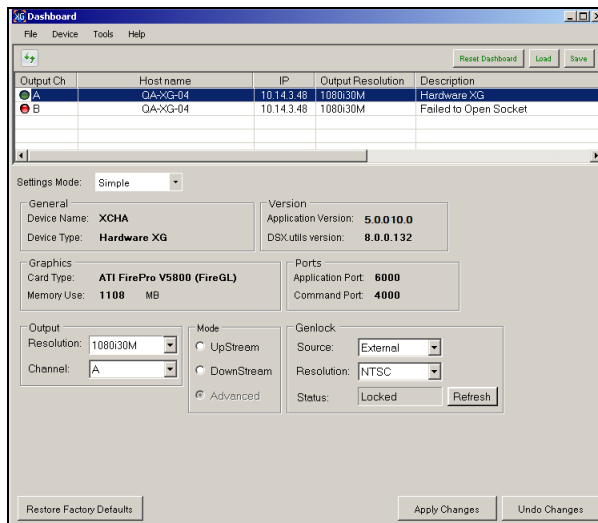 XG Dashboard
File Device Tools Help
Reset Dashboard Load Save
Output Ch Host name IP Output Resolution Description
A QA-XG-04 10.14.3.48 1080i30M Hardware XG
B QA-XG-04 10.14.3.48 1080i30M Failed to Open Socket
Settings Mode: Simple
General
Device Name: XCHA
Device Type: Hardware XG
Version
Application Version: 5.0.010.0
DSX.utils version: 8.0.0.132
Graphics
Card Type: ATI FirePro V5800 (FireGL)
Memory Use: 1108 MB
Ports
Application Port: 6000
Command Port: 4000
Output
Resolution: 1080i30M
Channel: A
Mode
UpStream
DownStream
Advanced
Genlock
Source: External
Resolution: NTSC
Status: Locked Refresh
Restore Factory Defaults Apply Changes Undo Changes